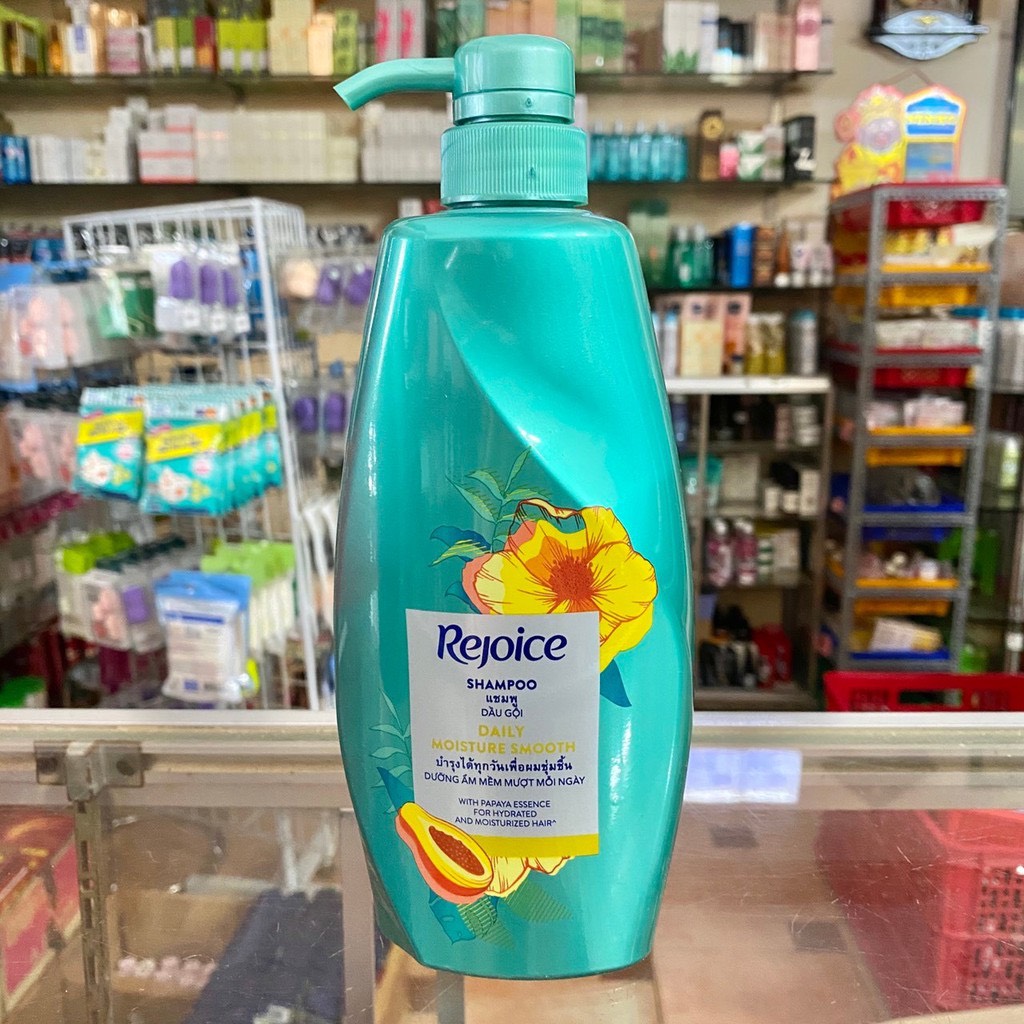 Rejoice
SHAMPOO
แชมพู
DẦU GỘI
DAILY
MOISTURE SMOOTH
บำรุงได้ทุกวันเพื่อผมชุ่มชื้น
DƯỠNG ẨM MỀM MƯỢT MỖI NGÀY
WITH PAPAYA ESSENCE
FOR HYDRATED
AND MOISTURIZED HAIR^